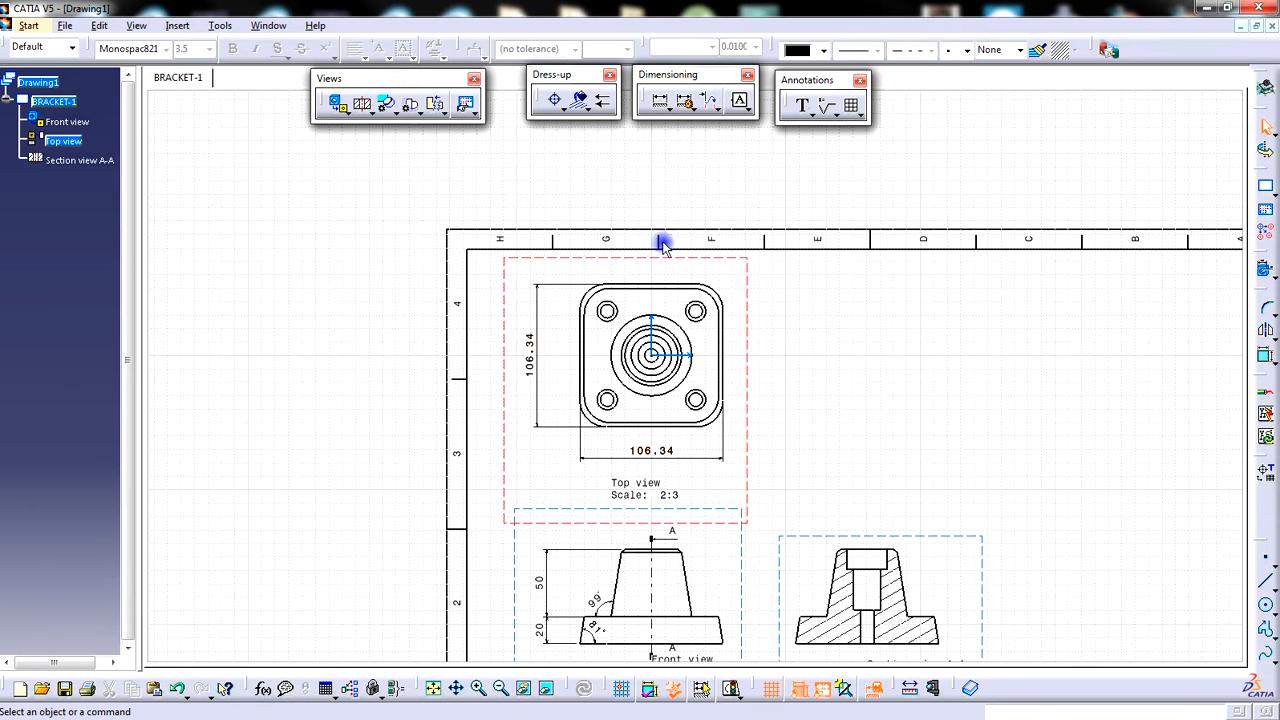 CATIA V5 - [Drawing1]
Start File Edit View Insert Tools Window Help
Default Monospac821 3.5 (no tolerance) 0.0100 None
BRACKET-1
Views
Dress-up
Dimensioning
Annotations
Drawing1
BRACKET-1
Front view
Top view
Section view A-A
H G F E D C B A
4
3
2
106.34
106.34
Top view
Scale: 2:3
A
50
99°
20
81°
A
Front view
CATIA
Select an object or a command